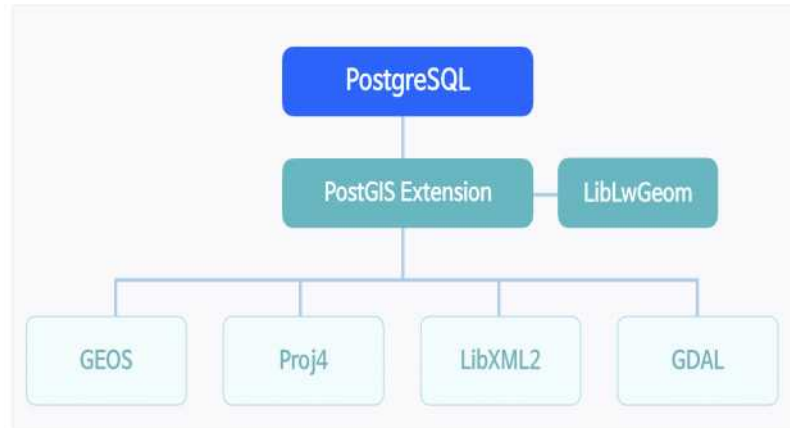 PostgreSQL
PostGIS Extension
LibLwGeom
GEOS
Proj4
LibXML2
GDAL